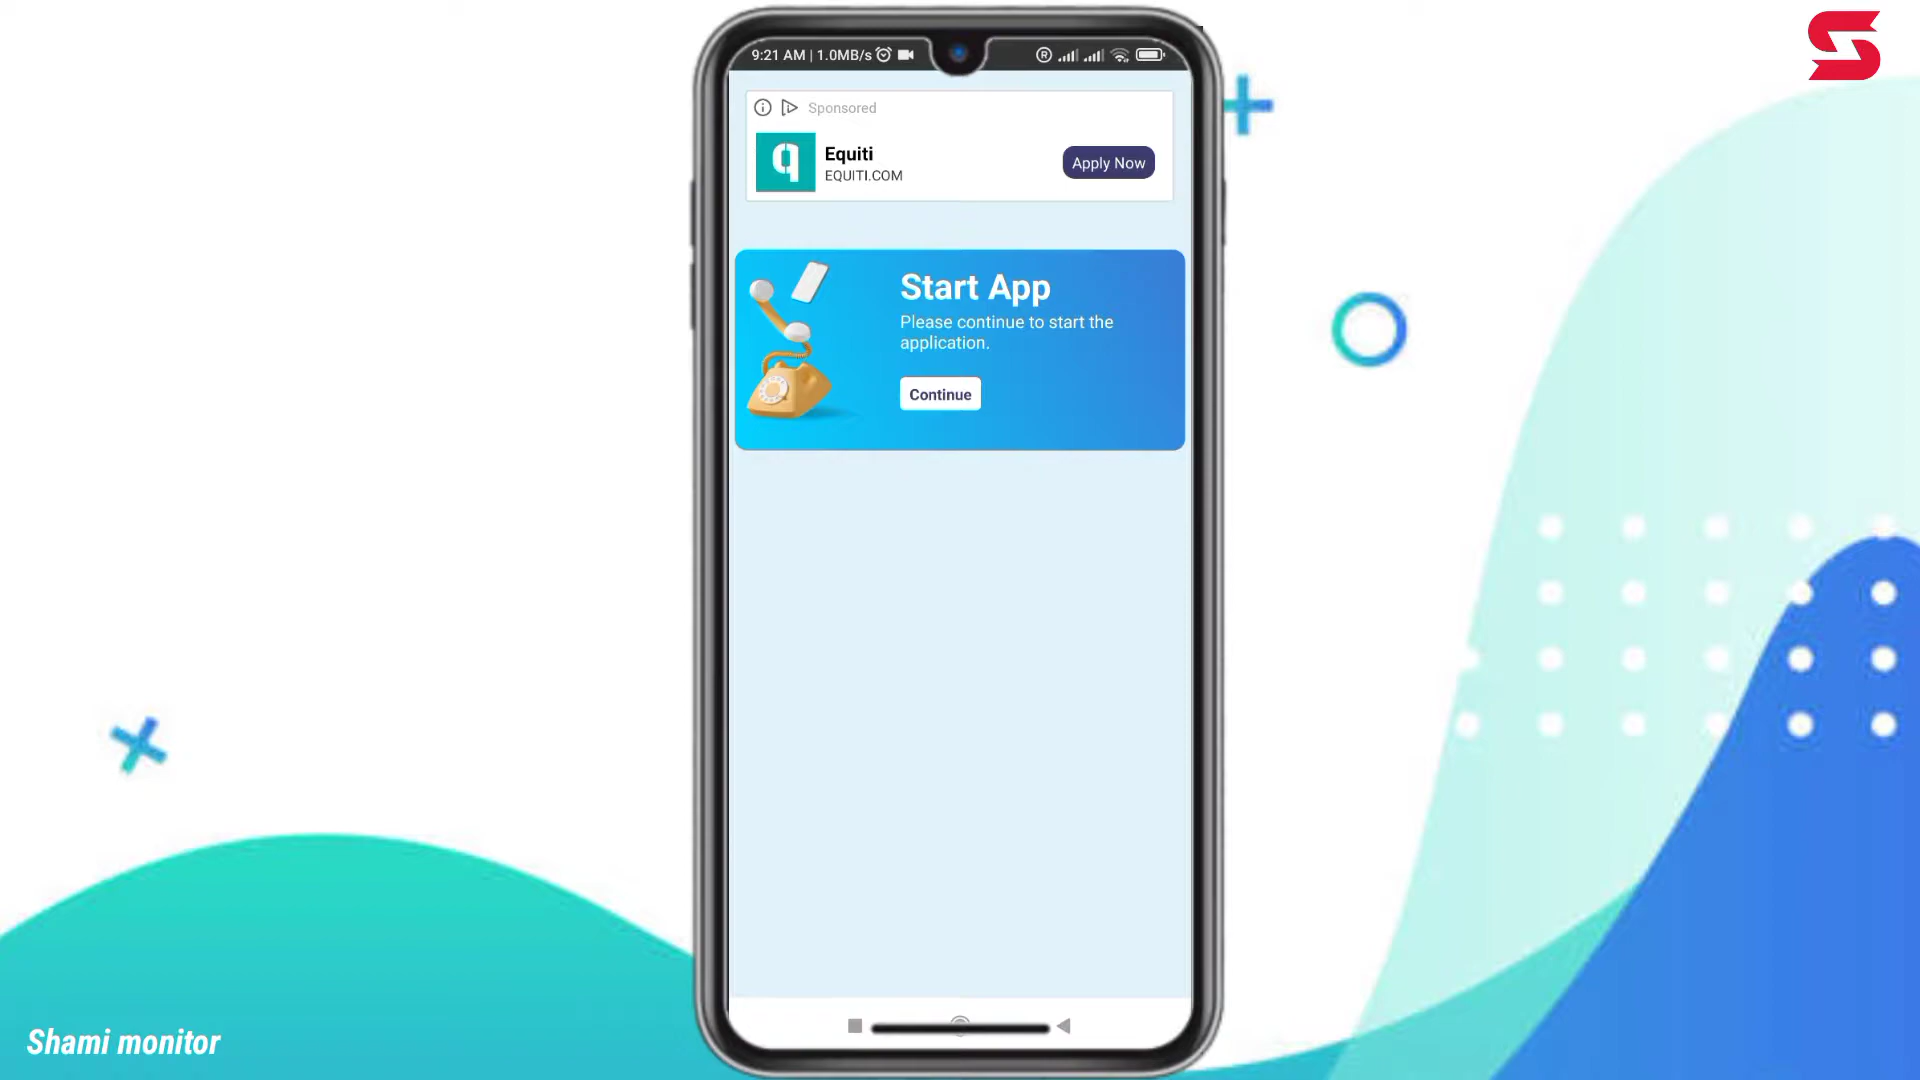 9:21 AM | 1.0MB/s
Sponsored
Equiti
EQUITI.COM
Apply Now
Start App
Please continue to start the
application.
Continue
Shami monitor